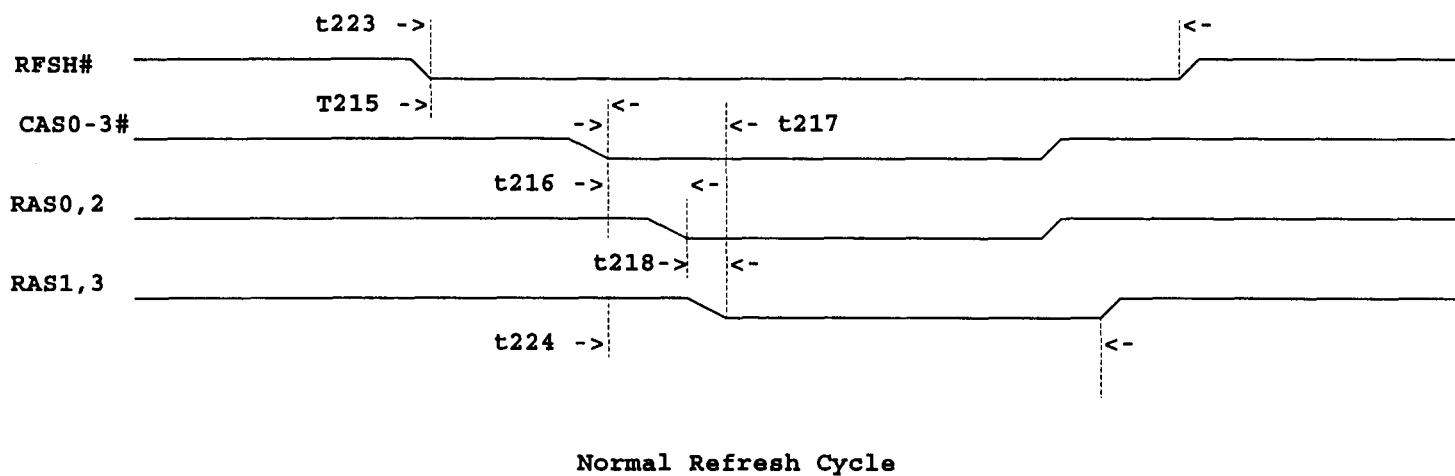 t223 -> <-
RFSH#
T215 -> <-
CAS0-3# -> <- t217
t216 -> <-
RAS0,2
t218-> <-
RAS1,3
t224 -> <-
Normal Refresh Cycle